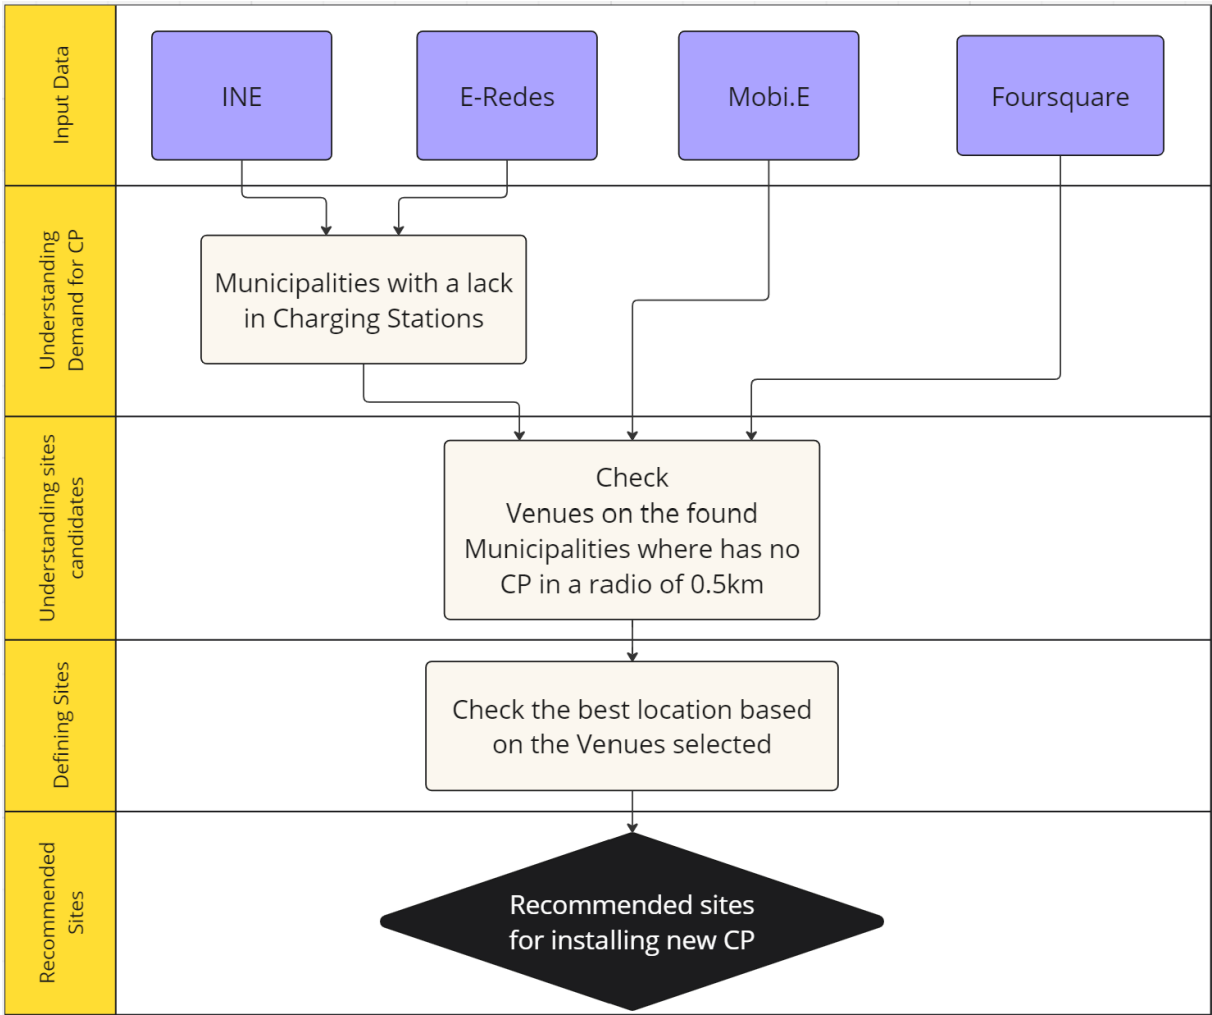 Input Data
INE
E-Redes
Mobi.E
Foursquare
Understanding
Demand for CP
Municipalities with a lack
in Charging Stations
Understanding sites
candidates
Check
Venues on the found
Municipalities where has no
CP in a radio of 0.5km
Defining Sites
Check the best location based
on the Venues selected
Recommended
Sites
Recommended sites
for installing new CP